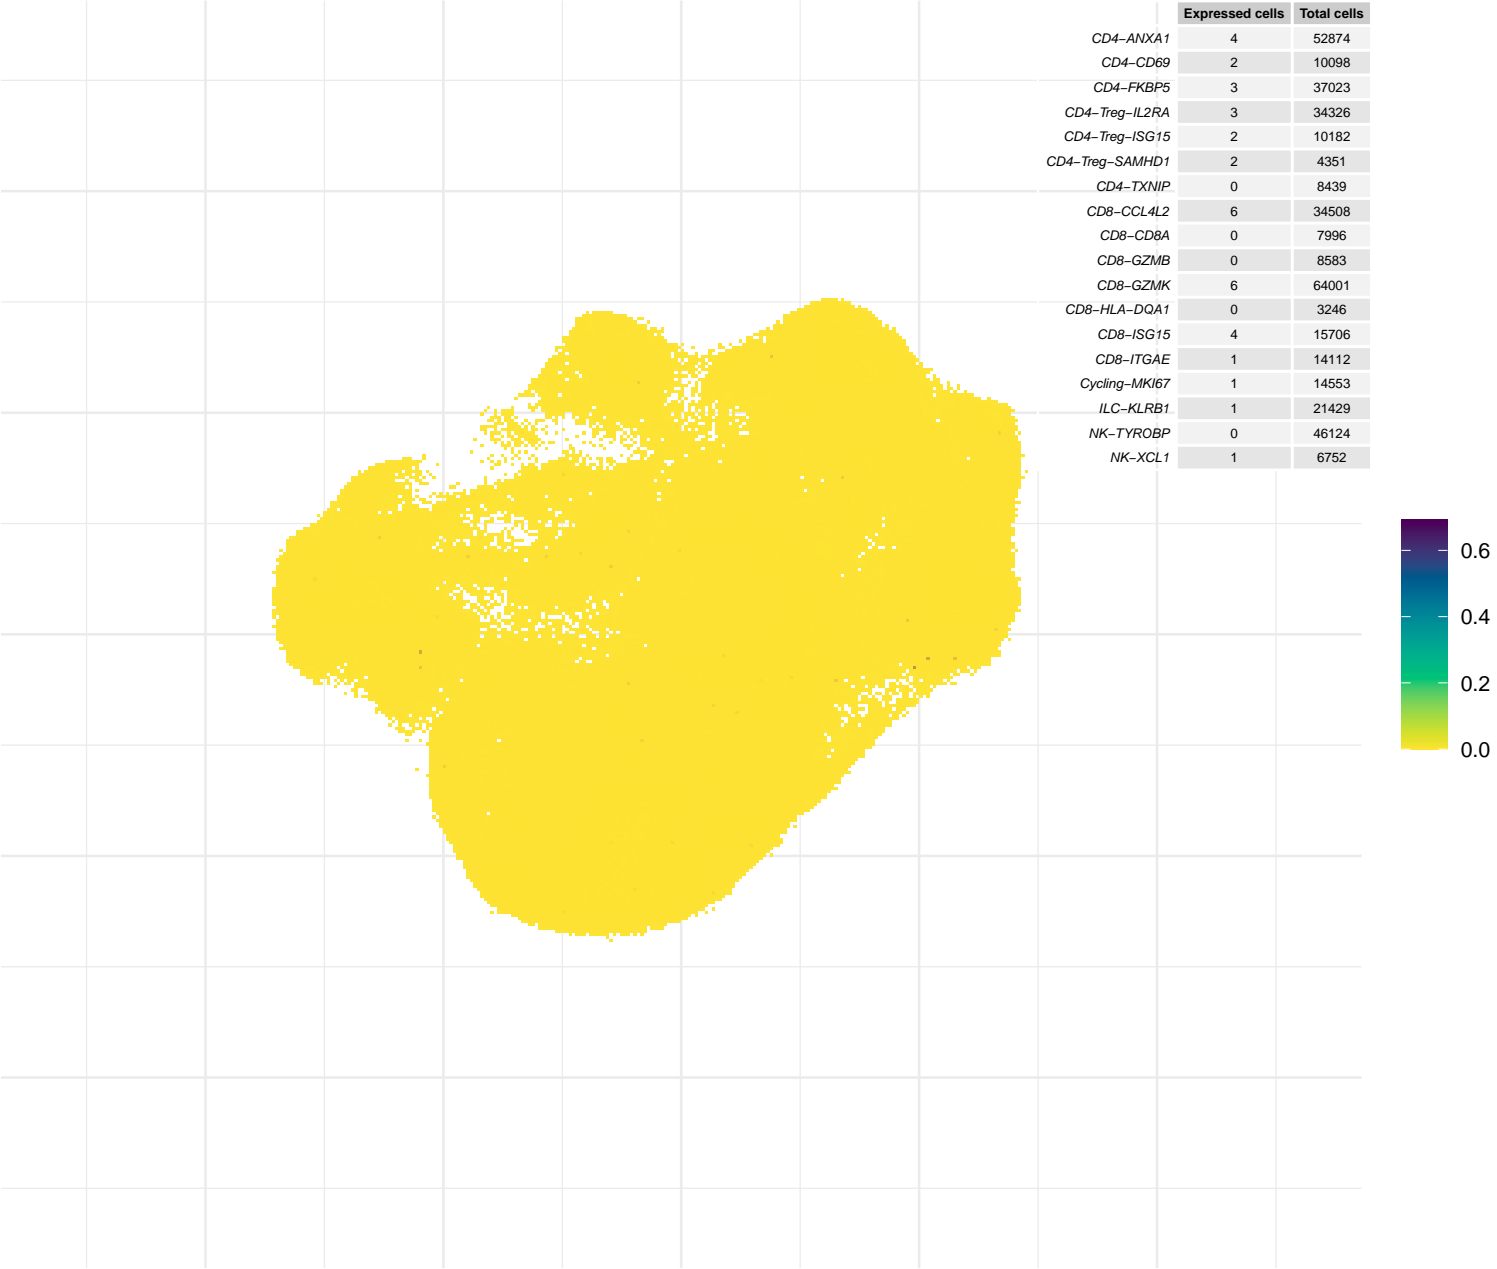 Expressed cells Total cells
CD4−ANXA1 4 52874
CD4−CD69 2 10098
CD4−FKBP5 3 37023
CD4−Treg−IL2RA 3 34326
CD4−Treg−ISG15 2 10182
CD4−Treg−SAMHD1 2 4351
CD4−TXNIP 0 8439
CD8−CCL4L2 6 34508
CD8−CD8A 0 7996
CD8−GZMB 0 8583
CD8−GZMK 6 64001
CD8−HLA−DQA1 0 3246
CD8−ISG15 4 15706
CD8−ITGAE 1 14112
Cycling−MKI67 1 14553
ILC−KLRB1 1 21429
NK−TYROBP 0 46124
NK−XCL1 1 6752
0.6
0.4
0.2
0.0